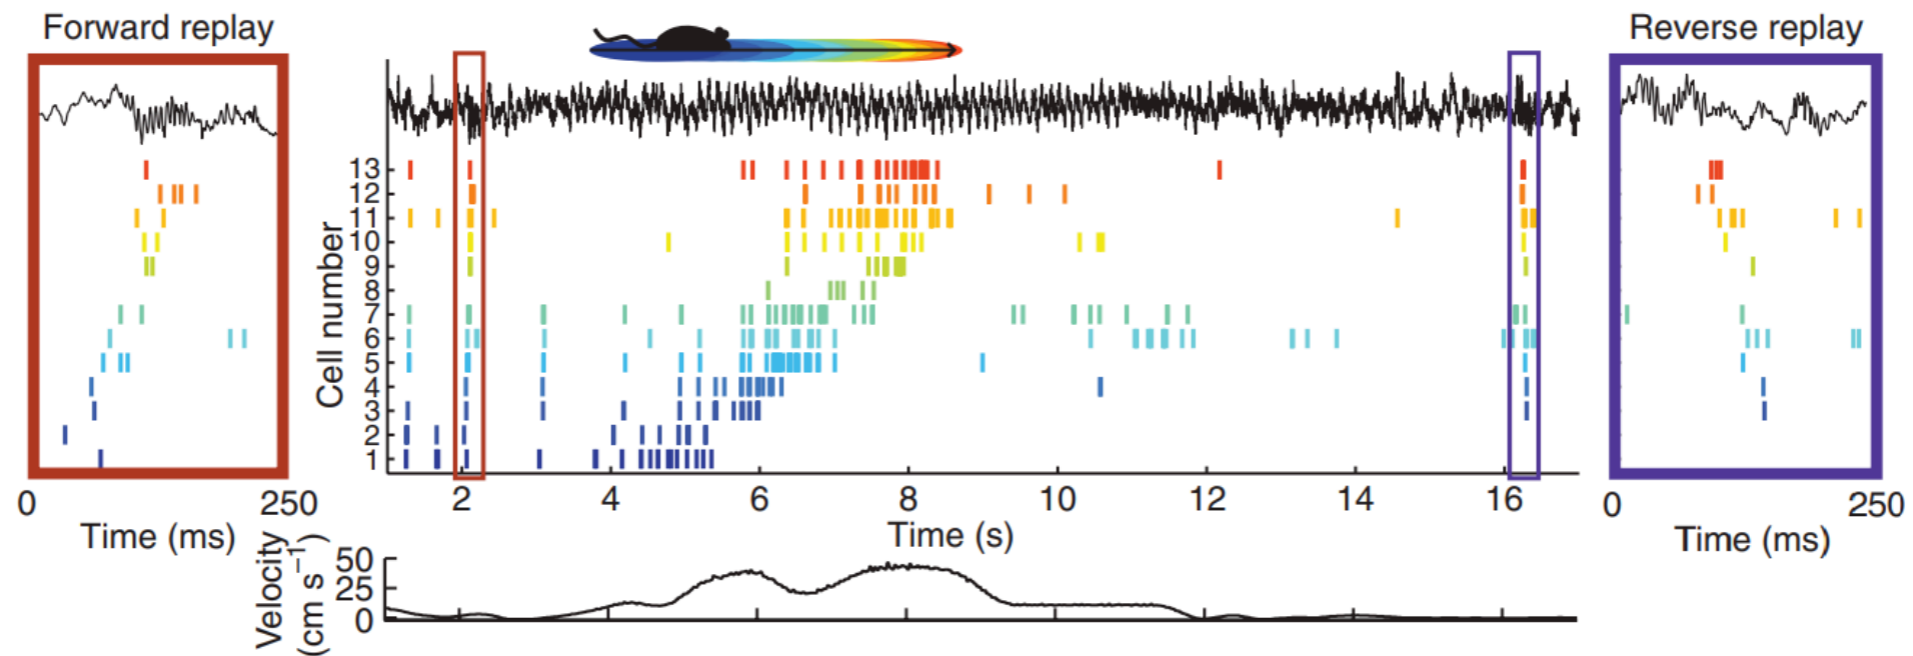 Forward replay
0
250
Time (ms)
Cell number
13
12
11
10
9
8
7
6
5
4
3
2
1
2 4 6 8 10 12 14 16
Time (s)
Velocity
(cm s⁻¹)
50
25
0
Reverse replay
0
250
Time (ms)